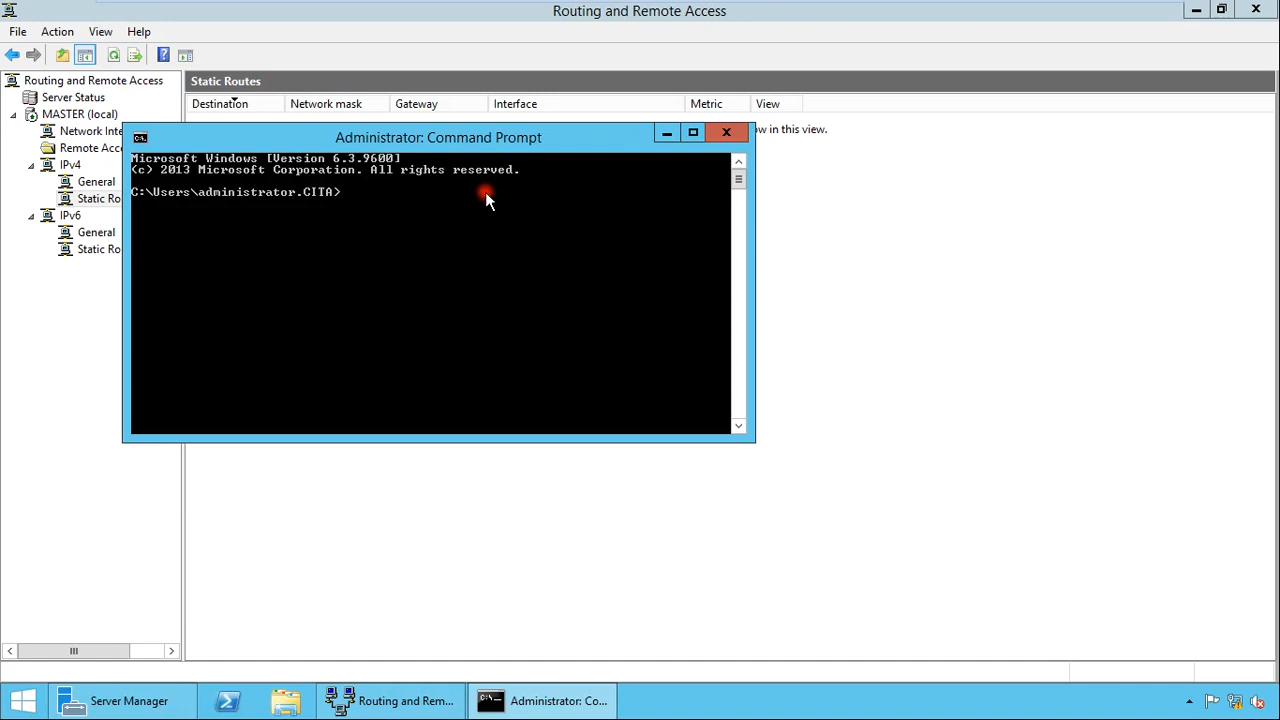 Routing and Remote Access
File Action View Help
Routing and Remote Access
Server Status
MASTER (local)
Network Inte
Remote Acce
IPv4
General
Static Ro
IPv6
General
Static Ro
Static Routes
Destination Network mask Gateway Interface Metric View
ow in this view.
Administrator: Command Prompt
Microsoft Windows [Version 6.3.9600]
(c) 2013 Microsoft Corporation. All rights reserved.
C:\Users\administrator.CITA>
Server Manager
Routing and Rem...
Administrator: Co...